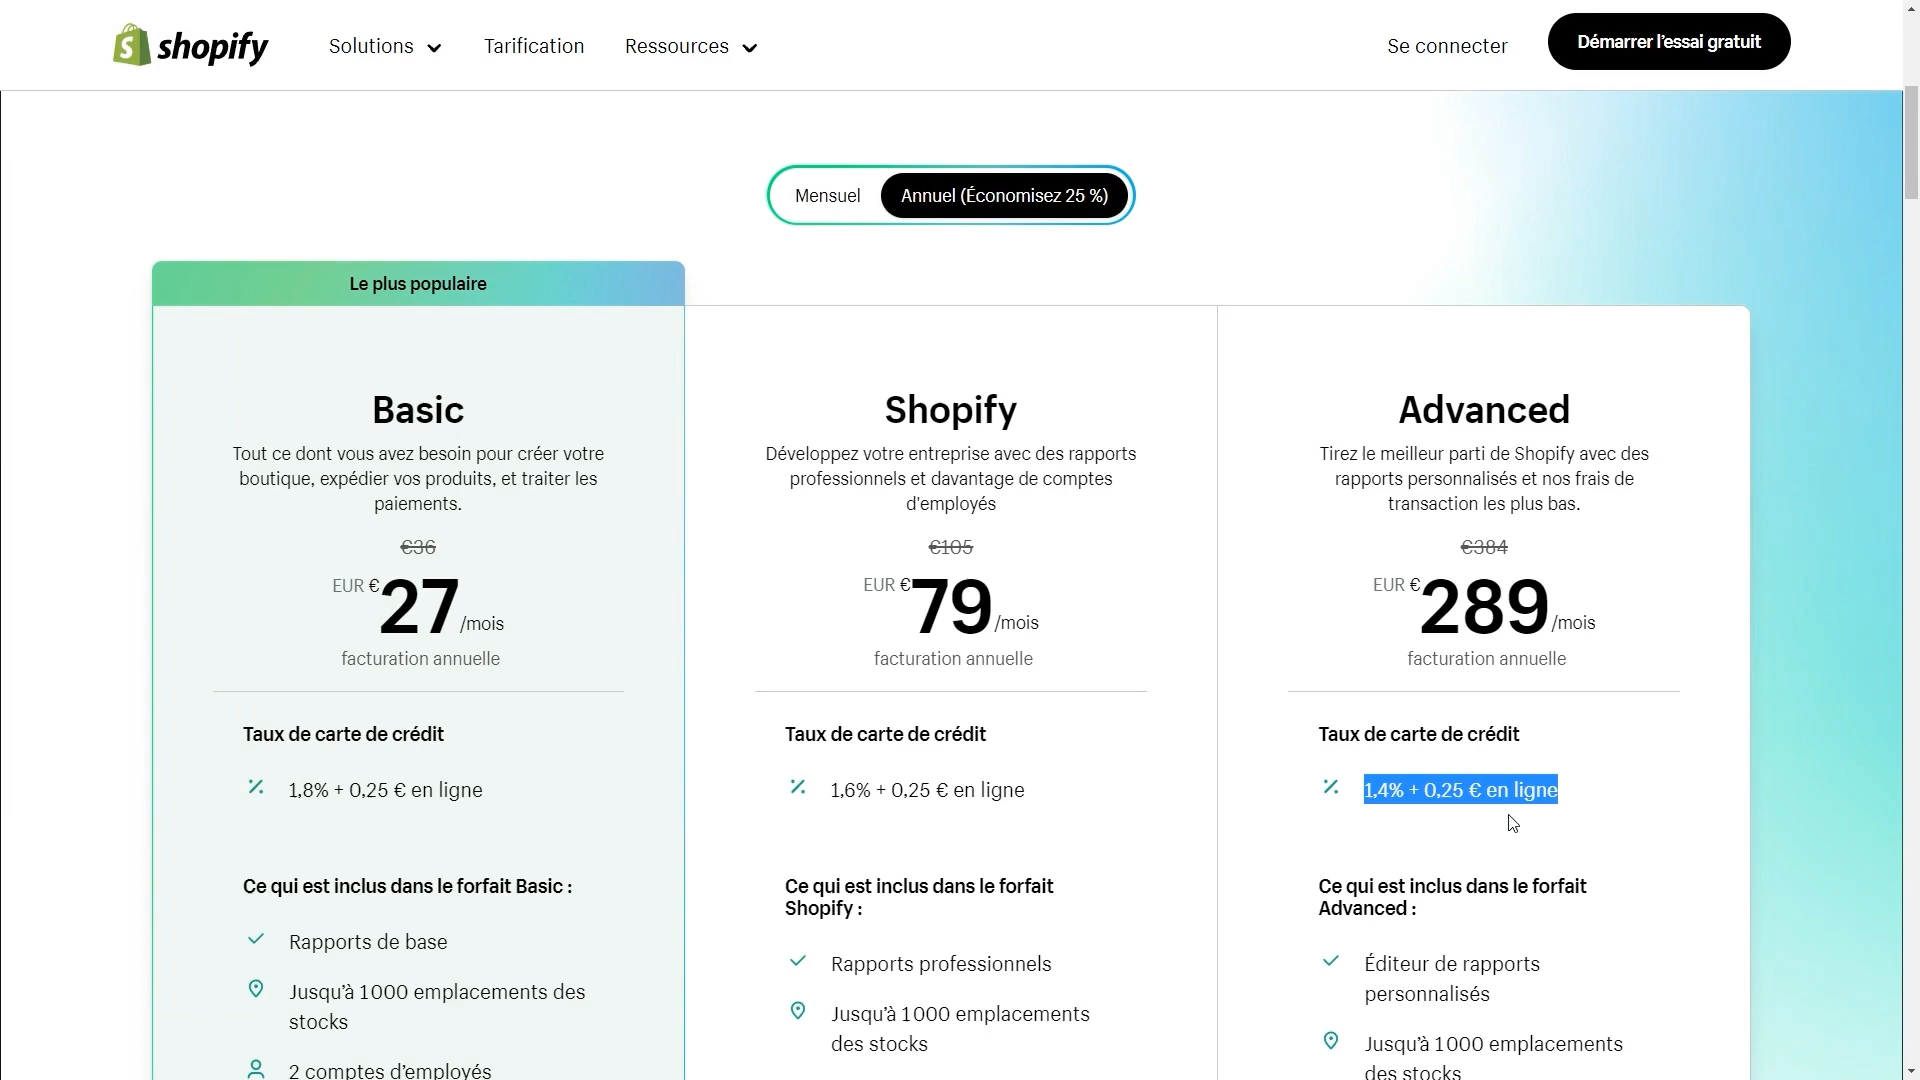 shopify
Solutions
Tarification
Ressources
Se connecter
Démarrer l'essai gratuit
Mensuel
Annuel (Économisez 25 %)
Le plus populaire
Basic
Tout ce dont vous avez besoin pour créer votre
boutique, expédier vos produits, et traiter les
paiements.
€36
EUR €27/mois
facturation annuelle
Taux de carte de crédit
1,8% + 0,25 € en ligne
Ce qui est inclus dans le forfait Basic :
Rapports de base
Jusqu'à 1000 emplacements des
stocks
2 comptes d'employés
Shopify
Développez votre entreprise avec des rapports
professionnels et davantage de comptes
d'employés
€105
EUR €79/mois
facturation annuelle
Taux de carte de crédit
1,6% + 0,25 € en ligne
Ce qui est inclus dans le forfait
Shopify :
Rapports professionnels
Jusqu'à 1000 emplacements
des stocks
Advanced
Tirez le meilleur parti de Shopify avec des
rapports personnalisés et nos frais de
transaction les plus bas.
€384
EUR €289/mois
facturation annuelle
Taux de carte de crédit
1,4% + 0,25 € en ligne
Ce qui est inclus dans le forfait
Advanced :
Éditeur de rapports
personnalisés
Jusqu'à 1000 emplacements
des stocks